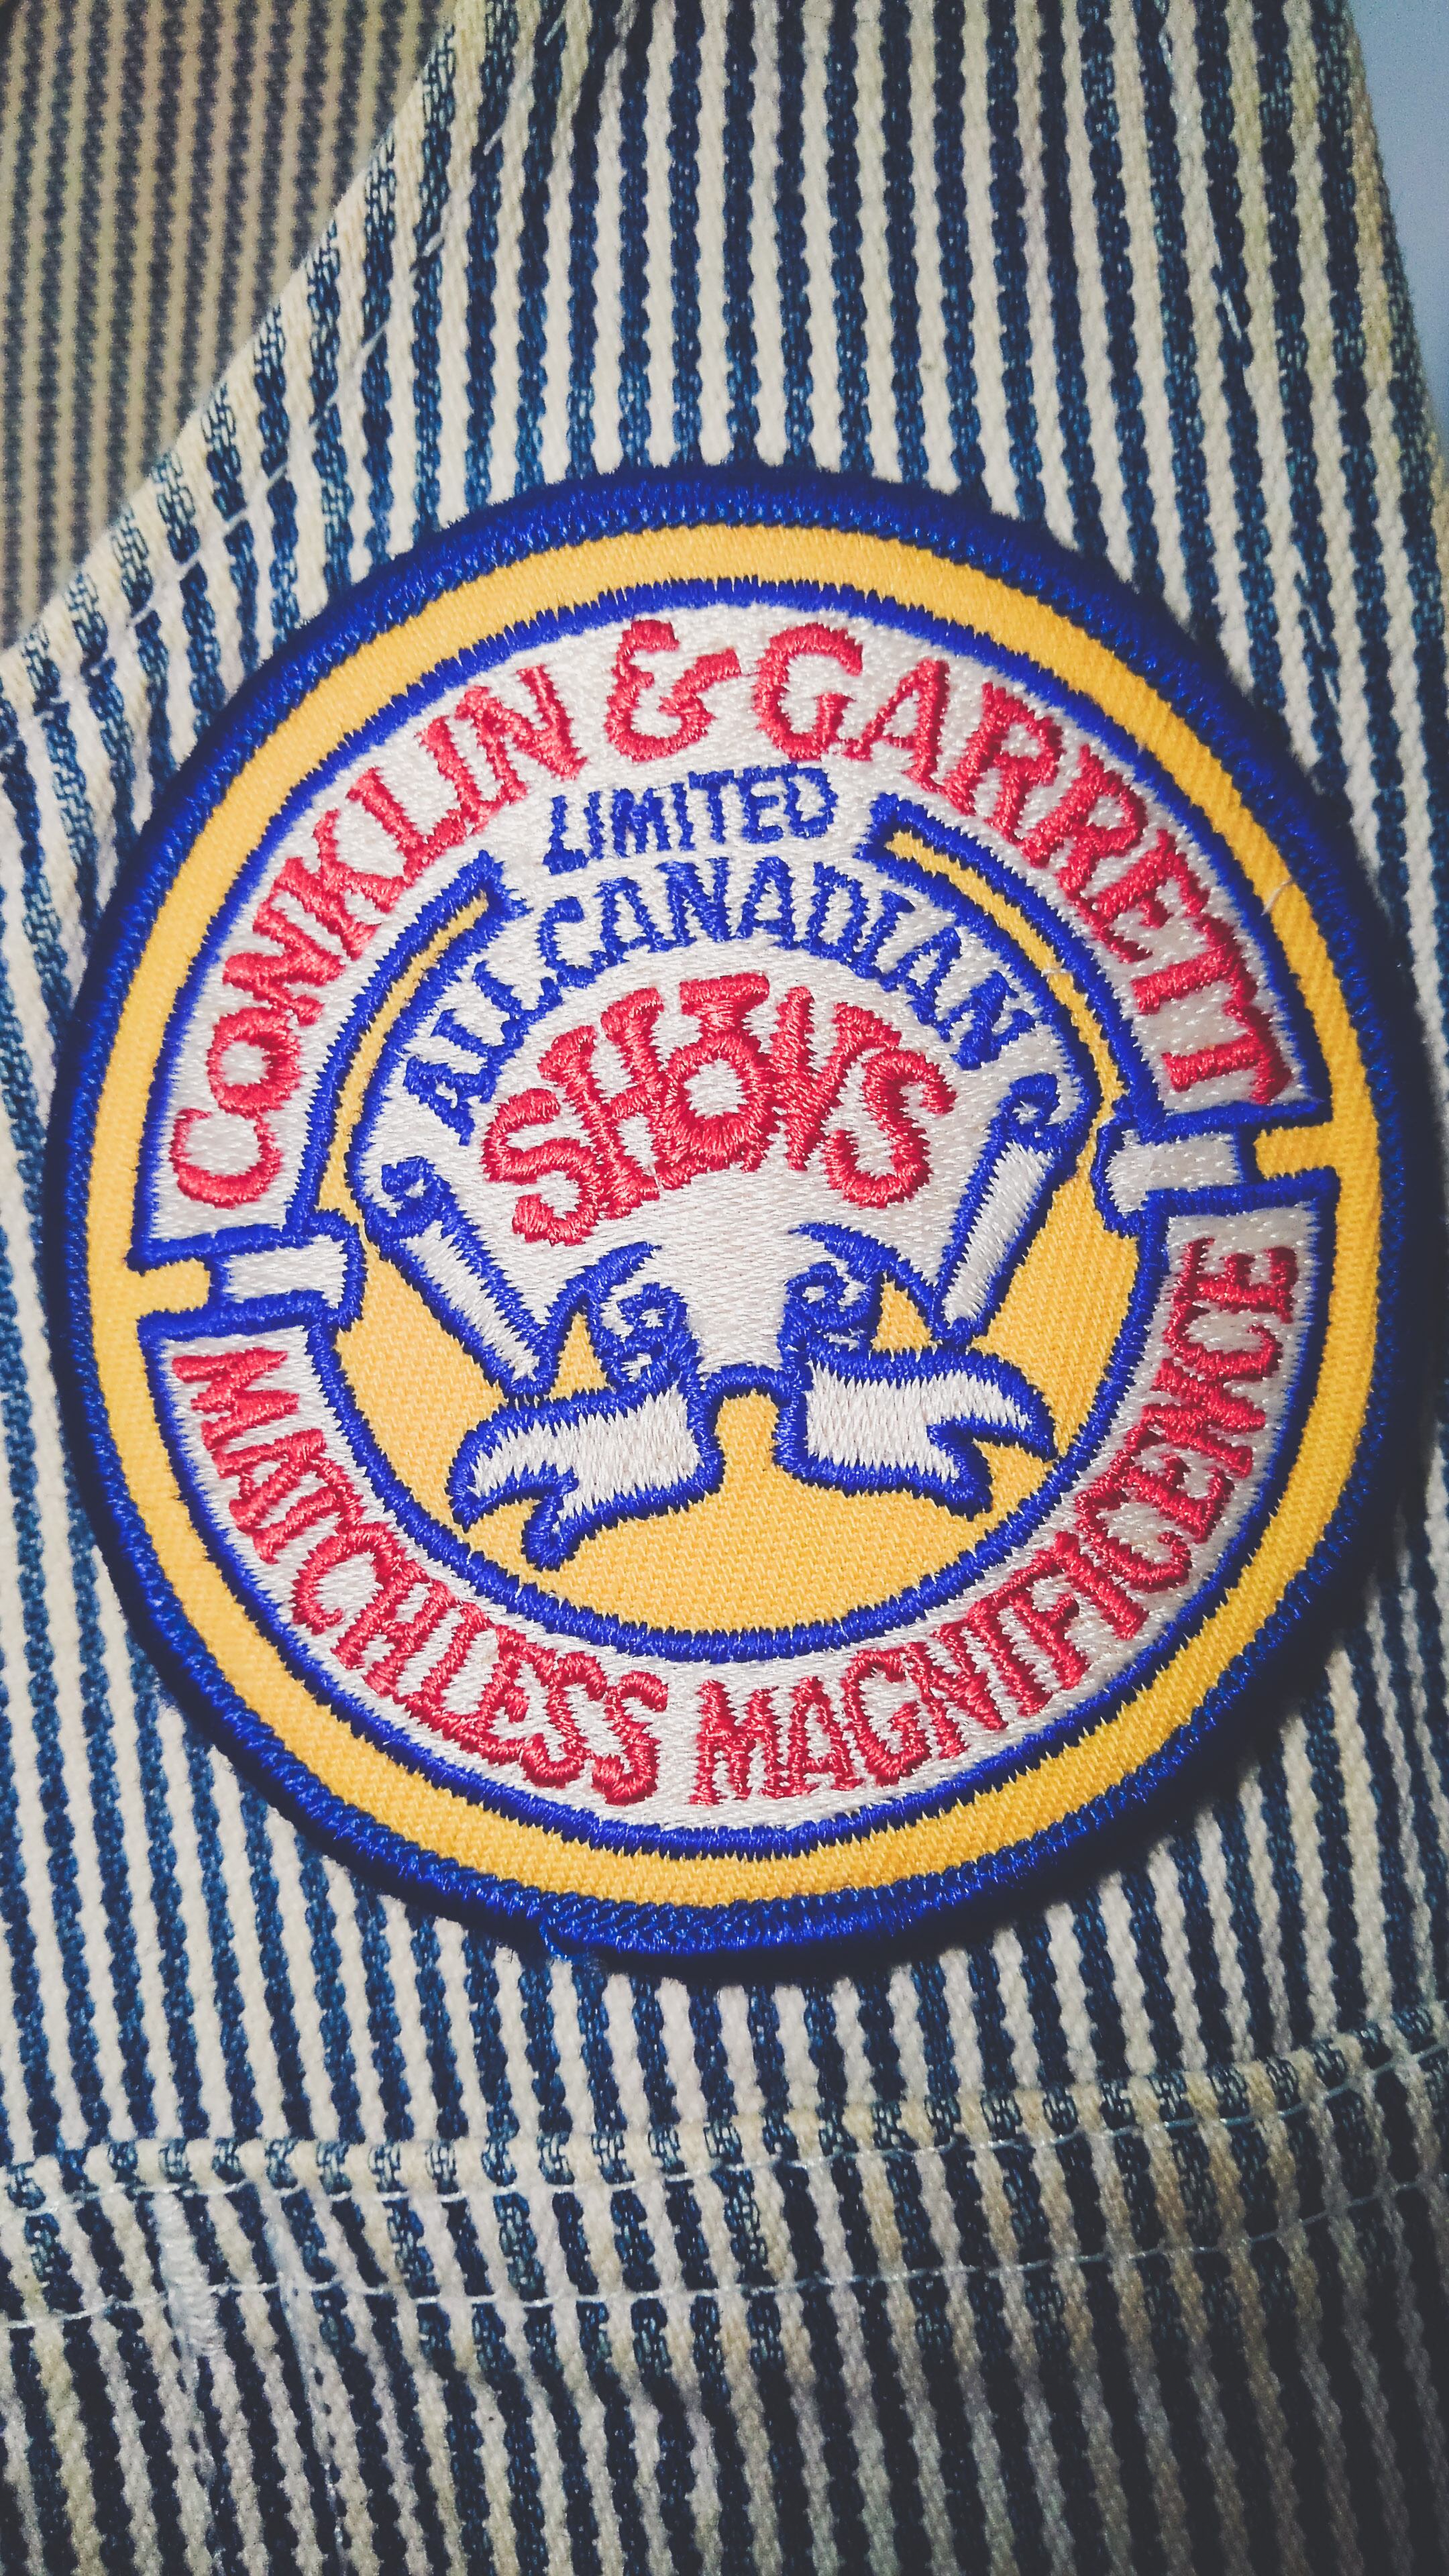 CONKLIN & GARRETT
LIMITED
ALL CANADIAN
SHOWS
MATCHLESS MAGNIFICENCE